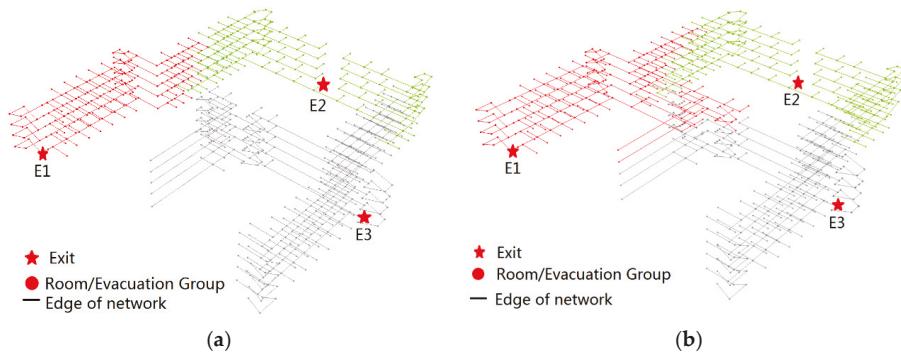 E2
E1
E3
Exit
Room/Evacuation Group
Edge of network
(a)
E2
E1
E3
Exit
Room/Evacuation Group
Edge of network
(b)